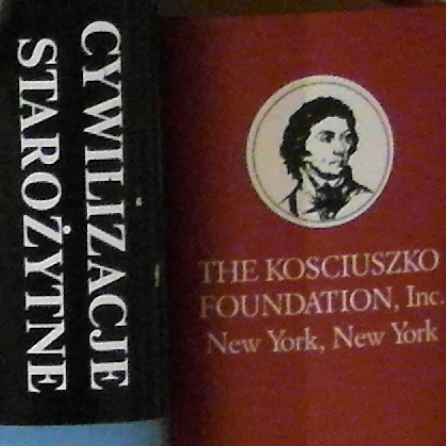 CYWILIZACJE
STAROŻYTNE
THE KOSCIUSZKO
FOUNDATION, Inc.
New York, New York